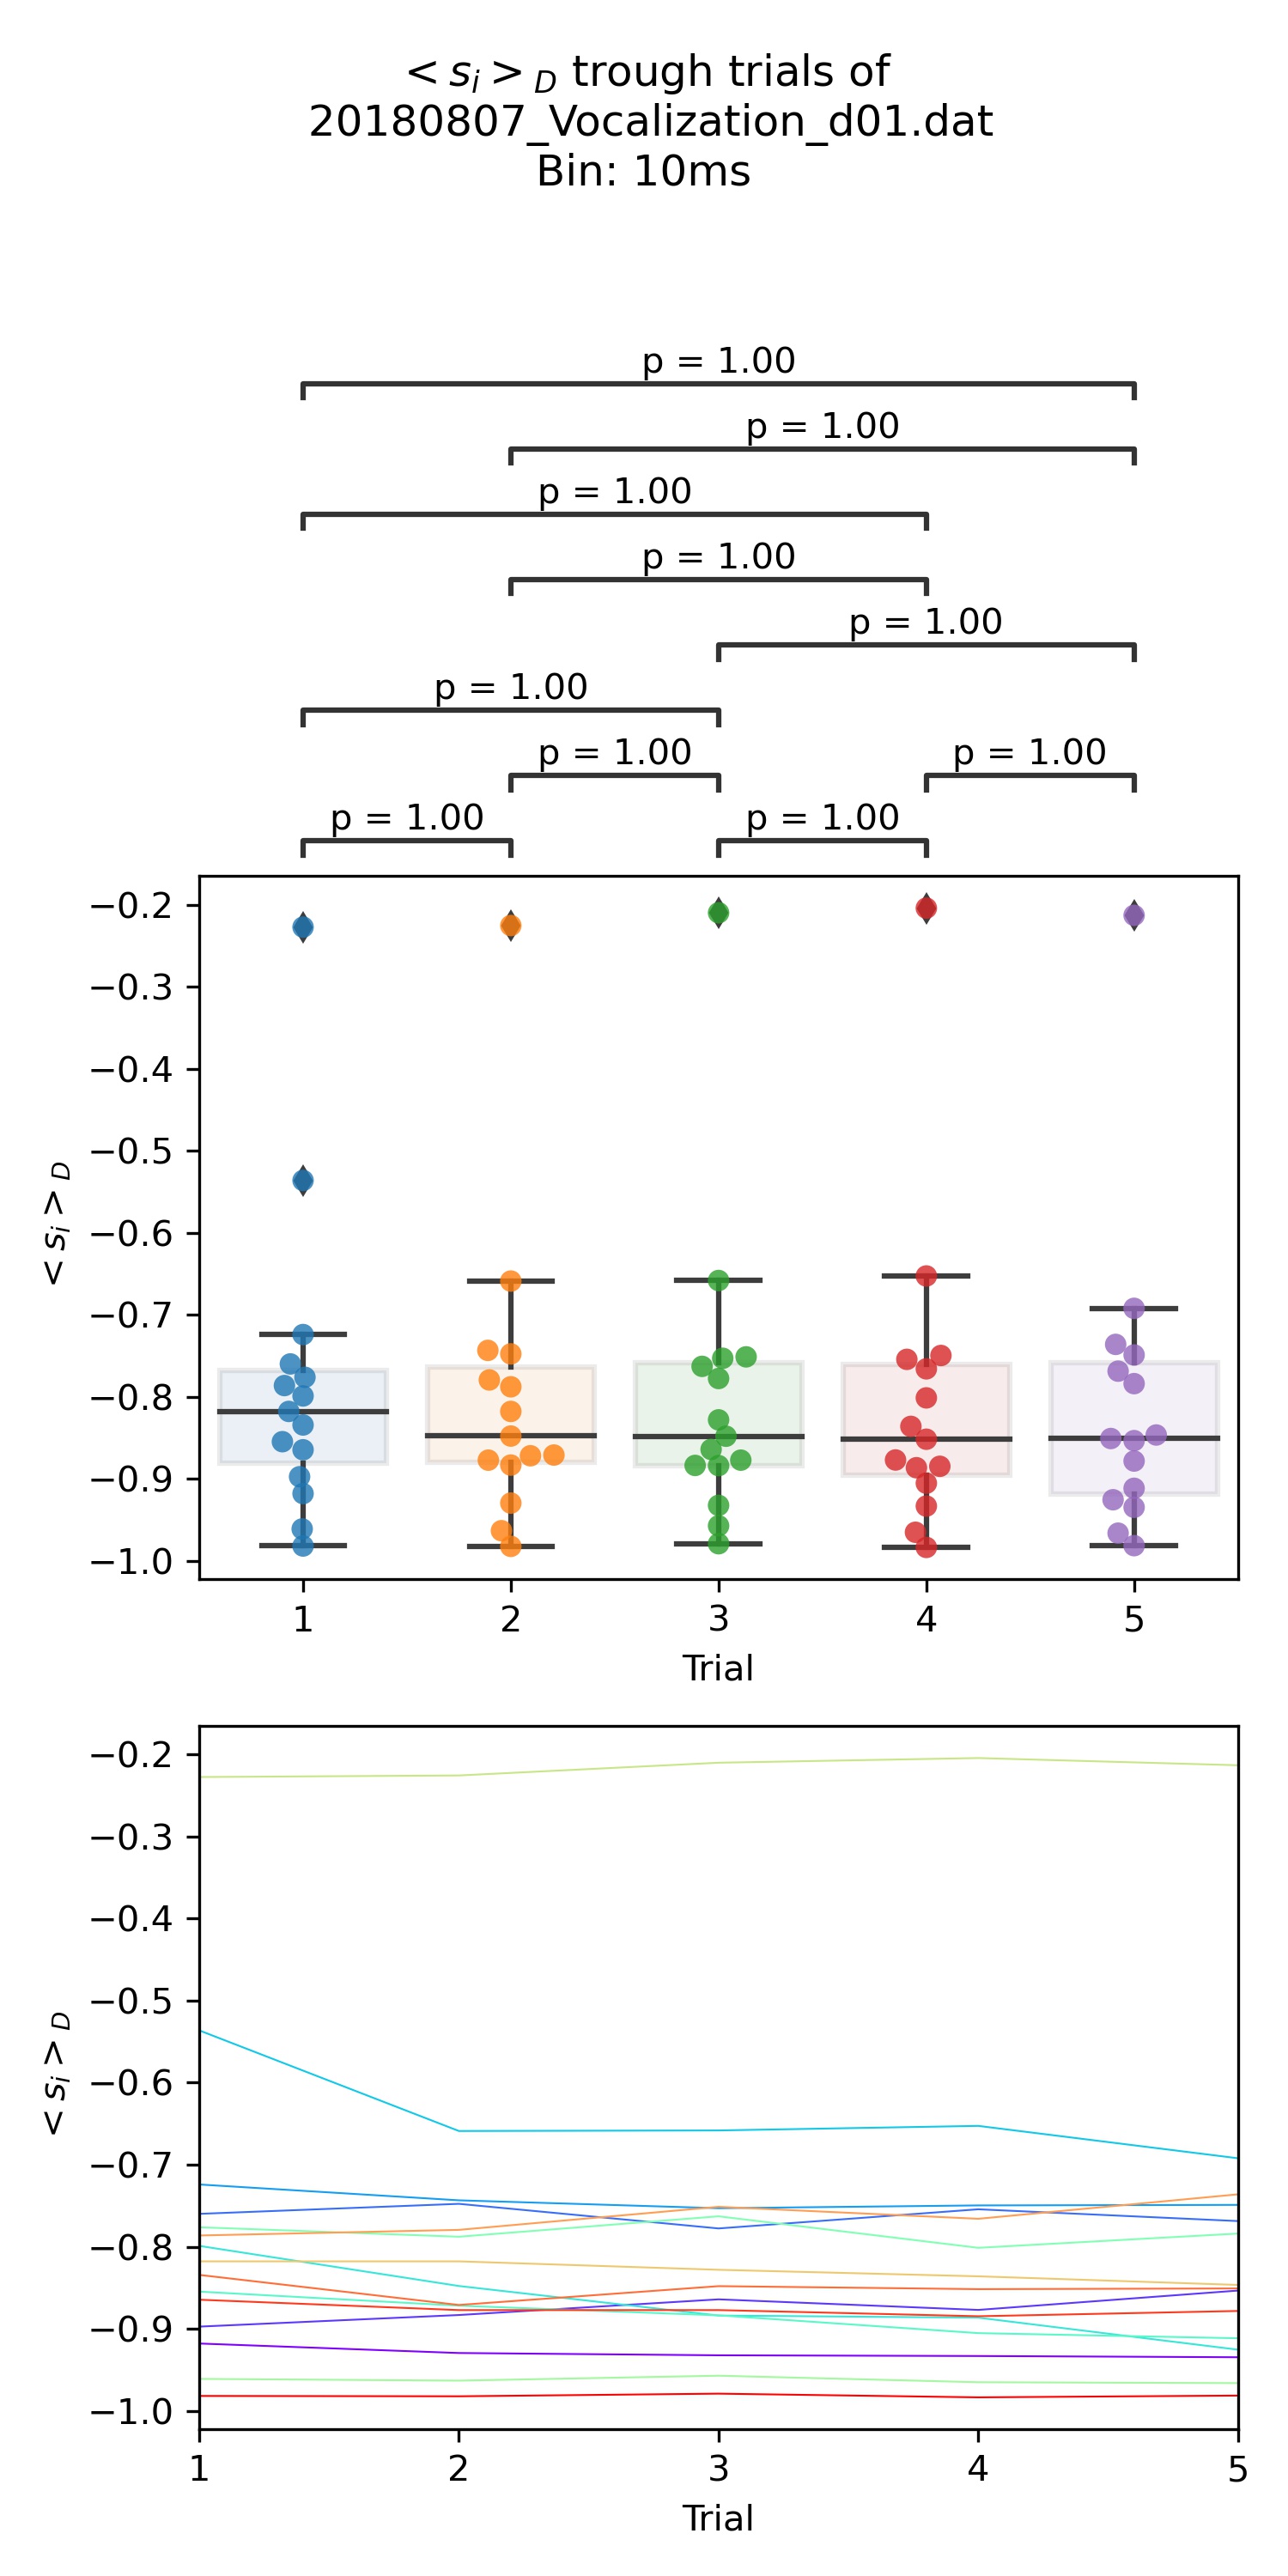 < s_i >_D trough trials of
20180807_Vocalization_d01.dat
Bin: 10ms
p = 1.00
p = 1.00
p = 1.00
p = 1.00
p = 1.00
p = 1.00
p = 1.00 p = 1.00
p = 1.00 p = 1.00
−0.2
−0.3
−0.4
−0.5
−0.6
−0.7
−0.8
−0.9
−1.0
< s_i >_D
1 2 3 4 5
Trial
−0.2
−0.3
−0.4
−0.5
−0.6
−0.7
−0.8
−0.9
−1.0
< s_i >_D
1 2 3 4 5
Trial